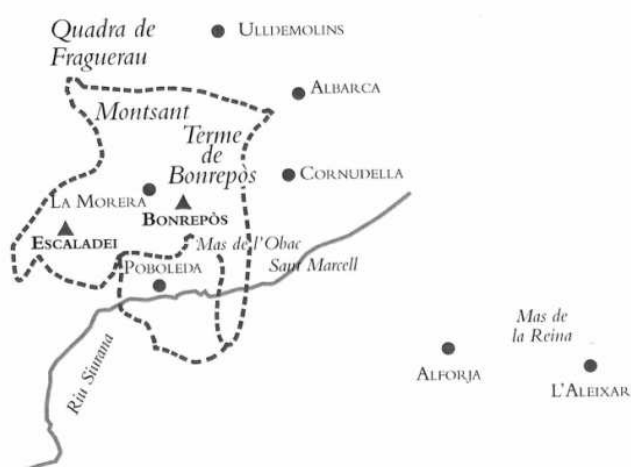 Quadra de
Fraguerau
ULLDEMOLINS
ALBARCA
Montsant
Terme
de
Bonrepòs
CORNUDELLA
LA MORERA
BONREPÒS
ESCALADEI
Mas de l'Obac
Sant Marcell
POBOLEDA
Riu Siurana
Mas de
la Reina
ALFORJA
L'ALEIXAR